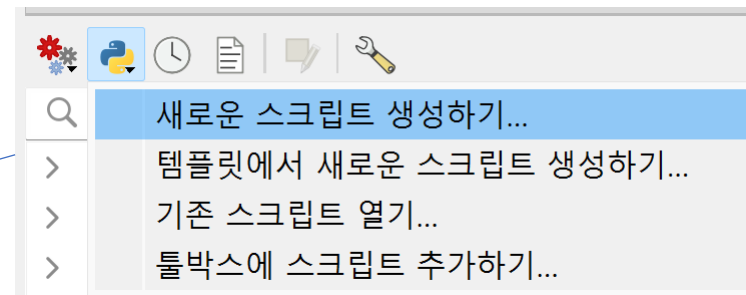 새로운 스크립트 생성하기...
템플릿에서 새로운 스크립트 생성하기...
기존 스크립트 열기...
툴박스에 스크립트 추가하기...